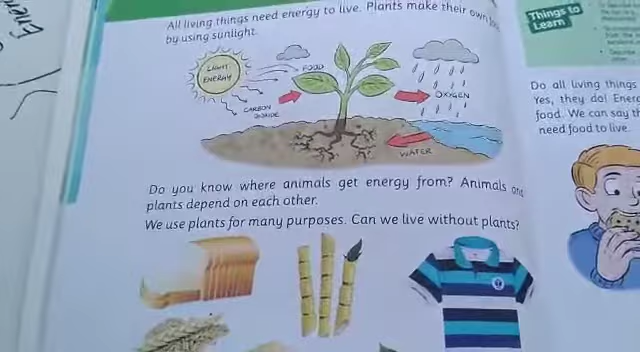 All living things need energy to live. Plants make their own
by using sunlight.
LIGHT
ENERGY
FOOD
CARBON
DIOXIDE
OXYGEN
WATER
Do you know where animals get energy from? Animals and
plants depend on each other.
We use plants for many purposes. Can we live without plants?
Things to
Learn
Do all living things
Yes, they do!
food. We can say
need food to live.